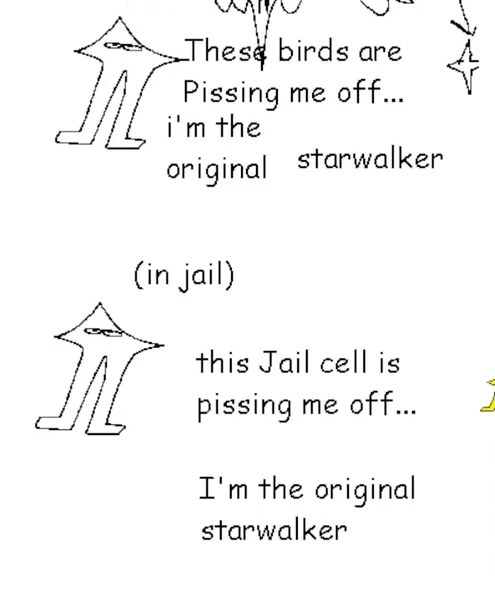 These birds are
Pissing me off...
i'm the
original starwalker
(in jail)
this Jail cell is
pissing me off...
I'm the original
starwalker